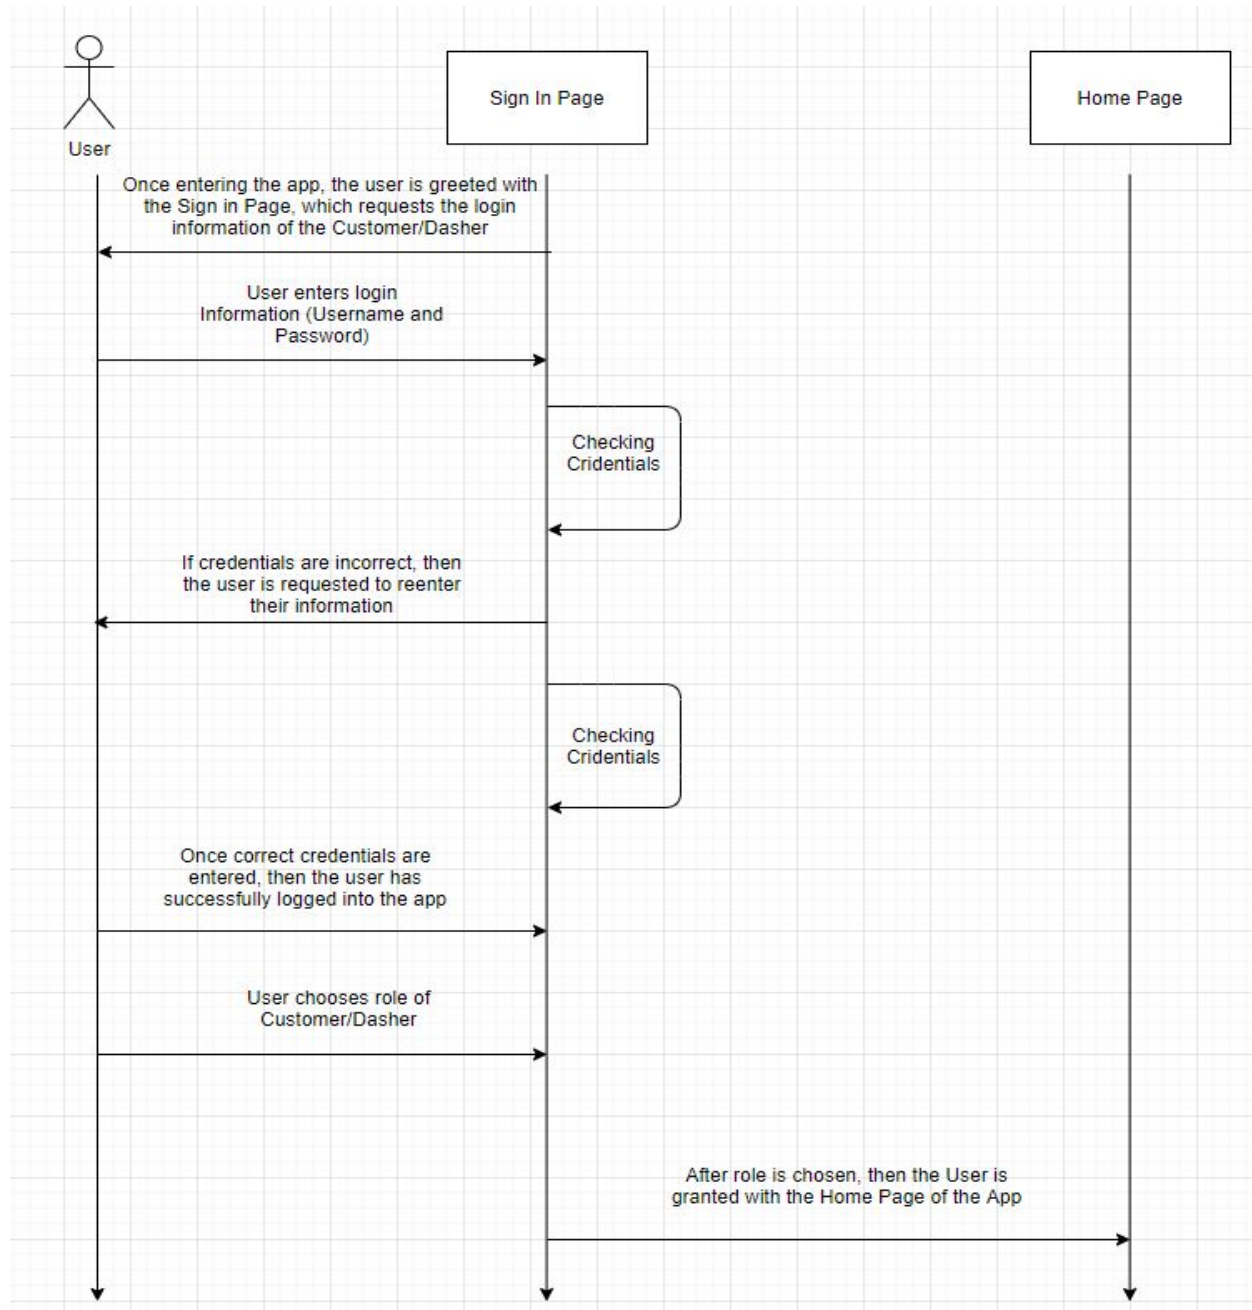 Sign In Page
Home Page
User
Once entering the app, the user is greeted with
the Sign in Page, which requests the login
information of the Customer/Dasher
User enters login
Information (Username and
Password)
Checking
Cridentials
If credentials are incorrect, then
the user is requested to reenter
their information
Checking
Cridentials
Once correct credentials are
entered, then the user has
successfully logged into the app
User chooses role of
Customer/Dasher
After role is chosen, then the User is
granted with the Home Page of the App